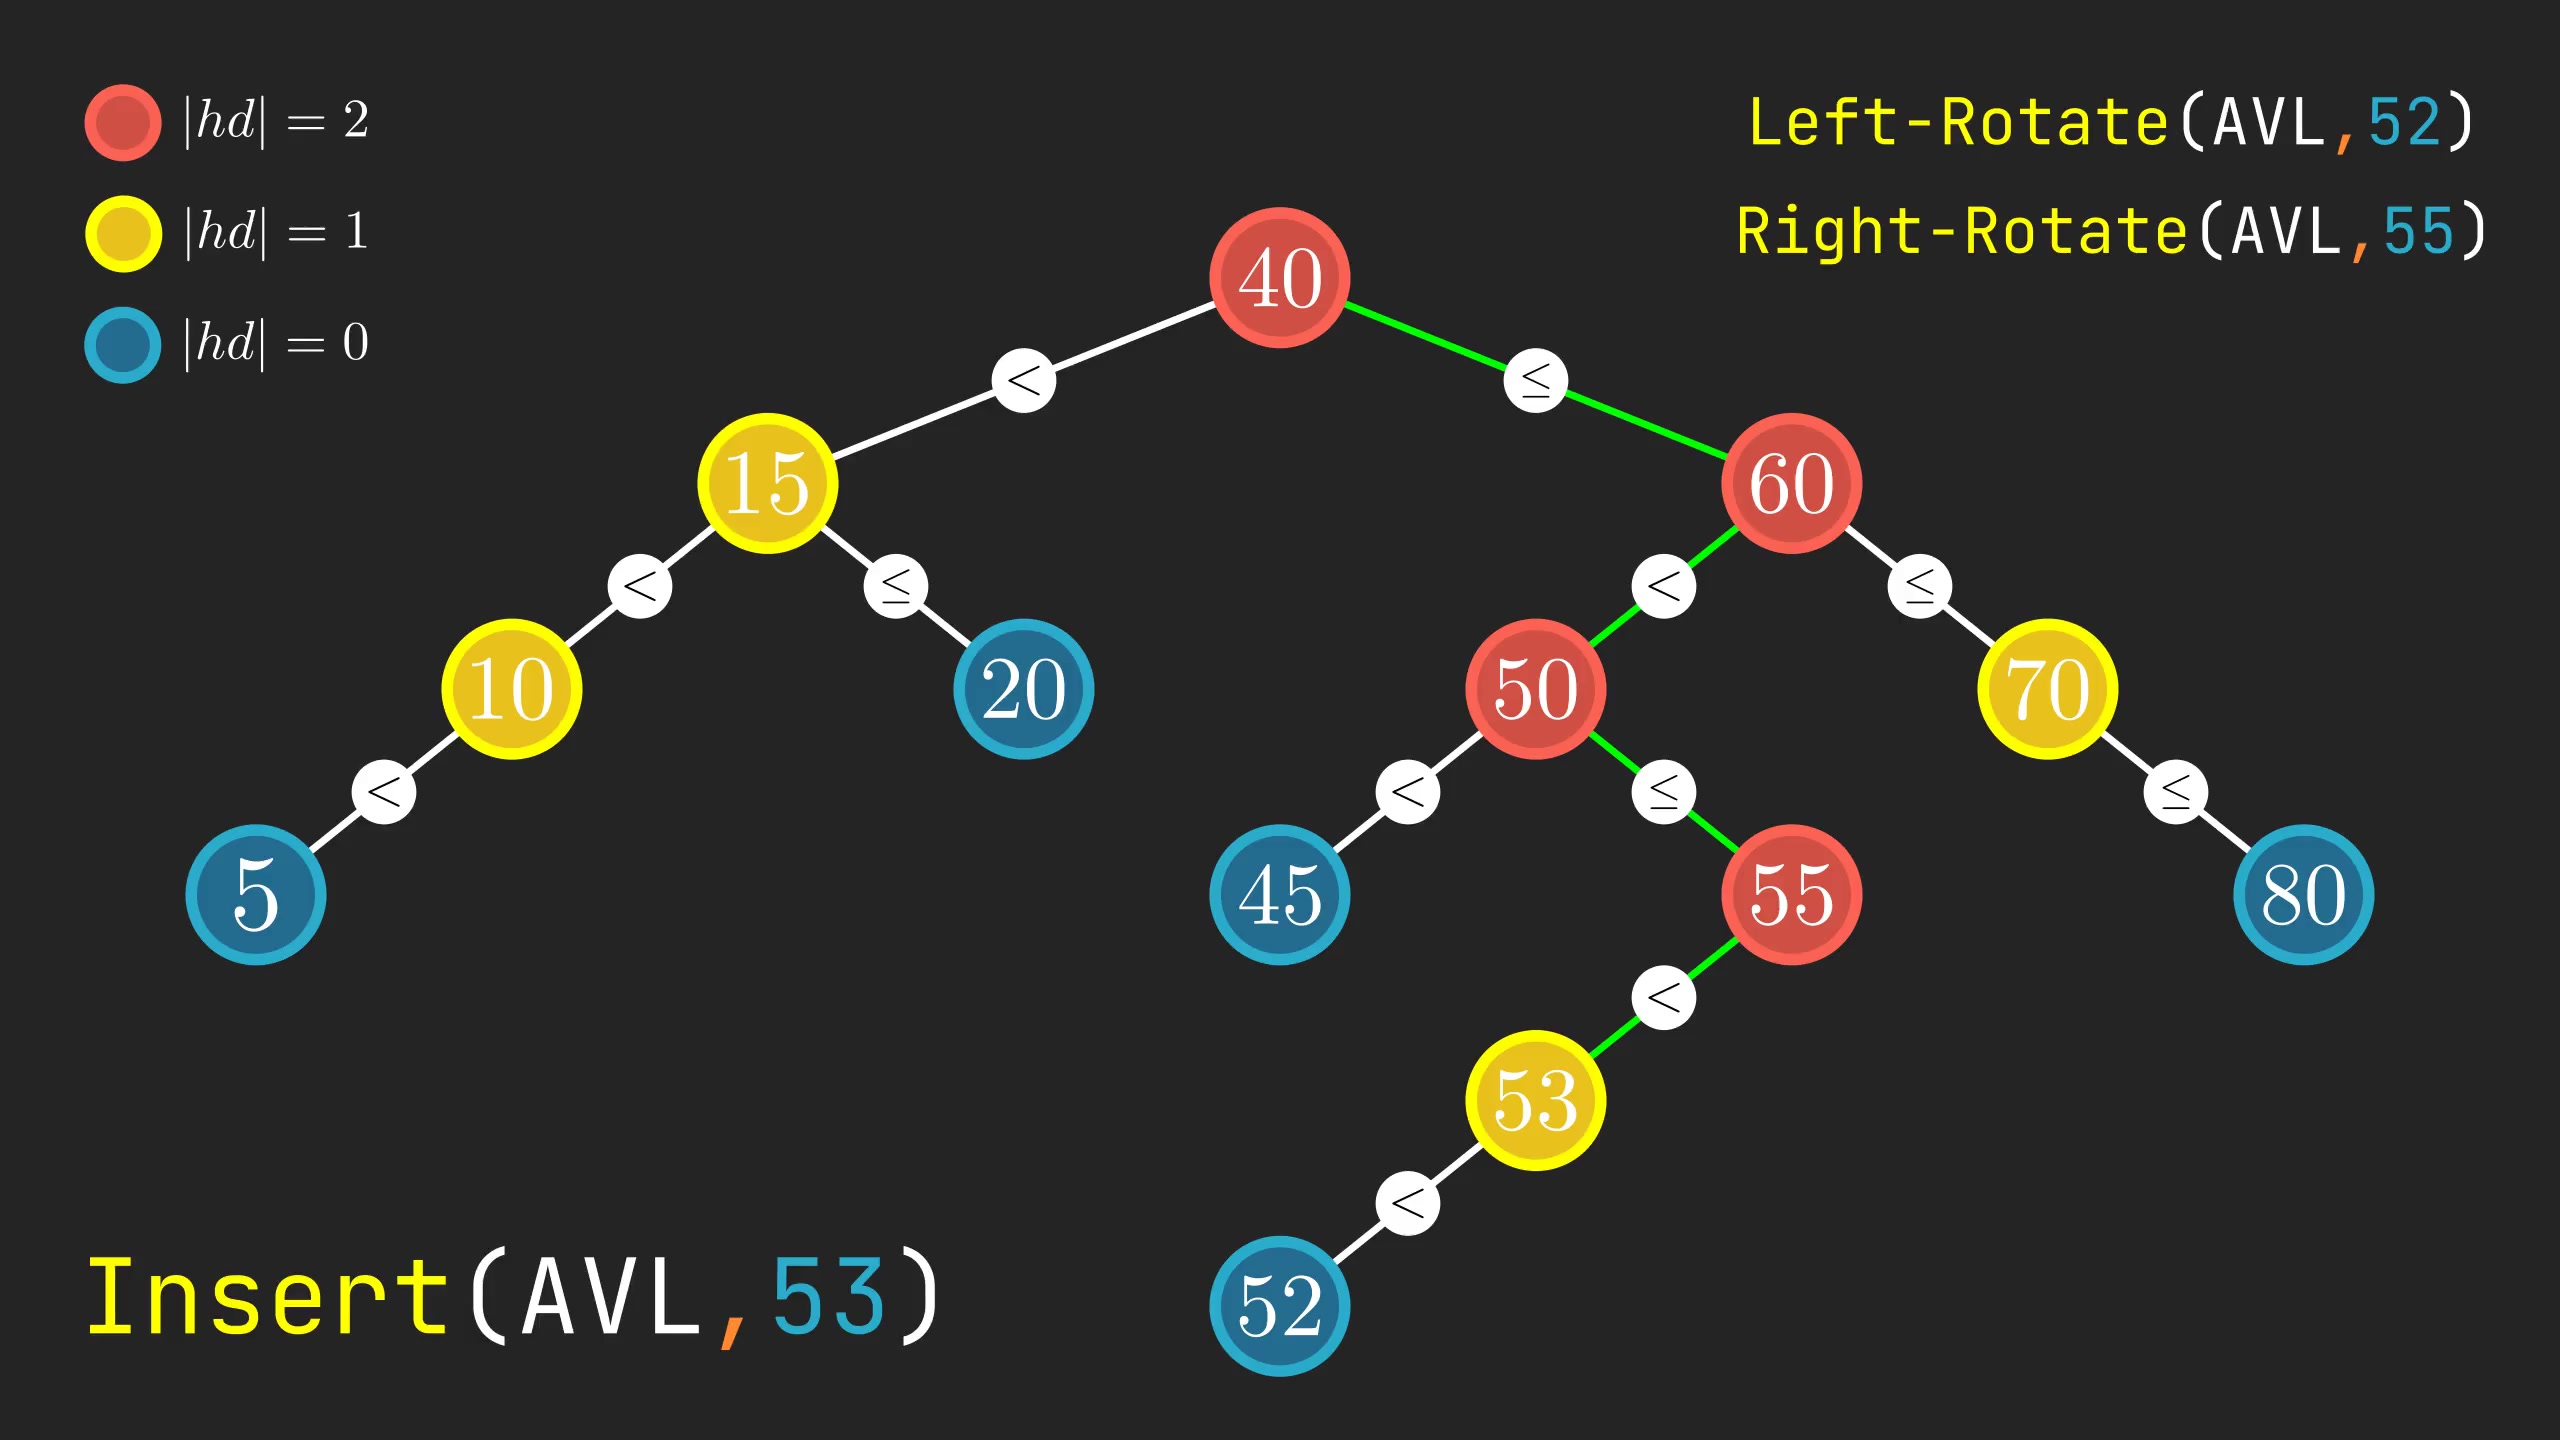 |hd| = 2
|hd| = 1
|hd| = 0
Left-Rotate(AVL,52)
Right-Rotate(AVL,55)
40
< ≤
15 60
< ≤ < ≤
10 20 50 70
< < ≤ ≤
5 45 55 80
<
53
<
52
Insert(AVL,53)